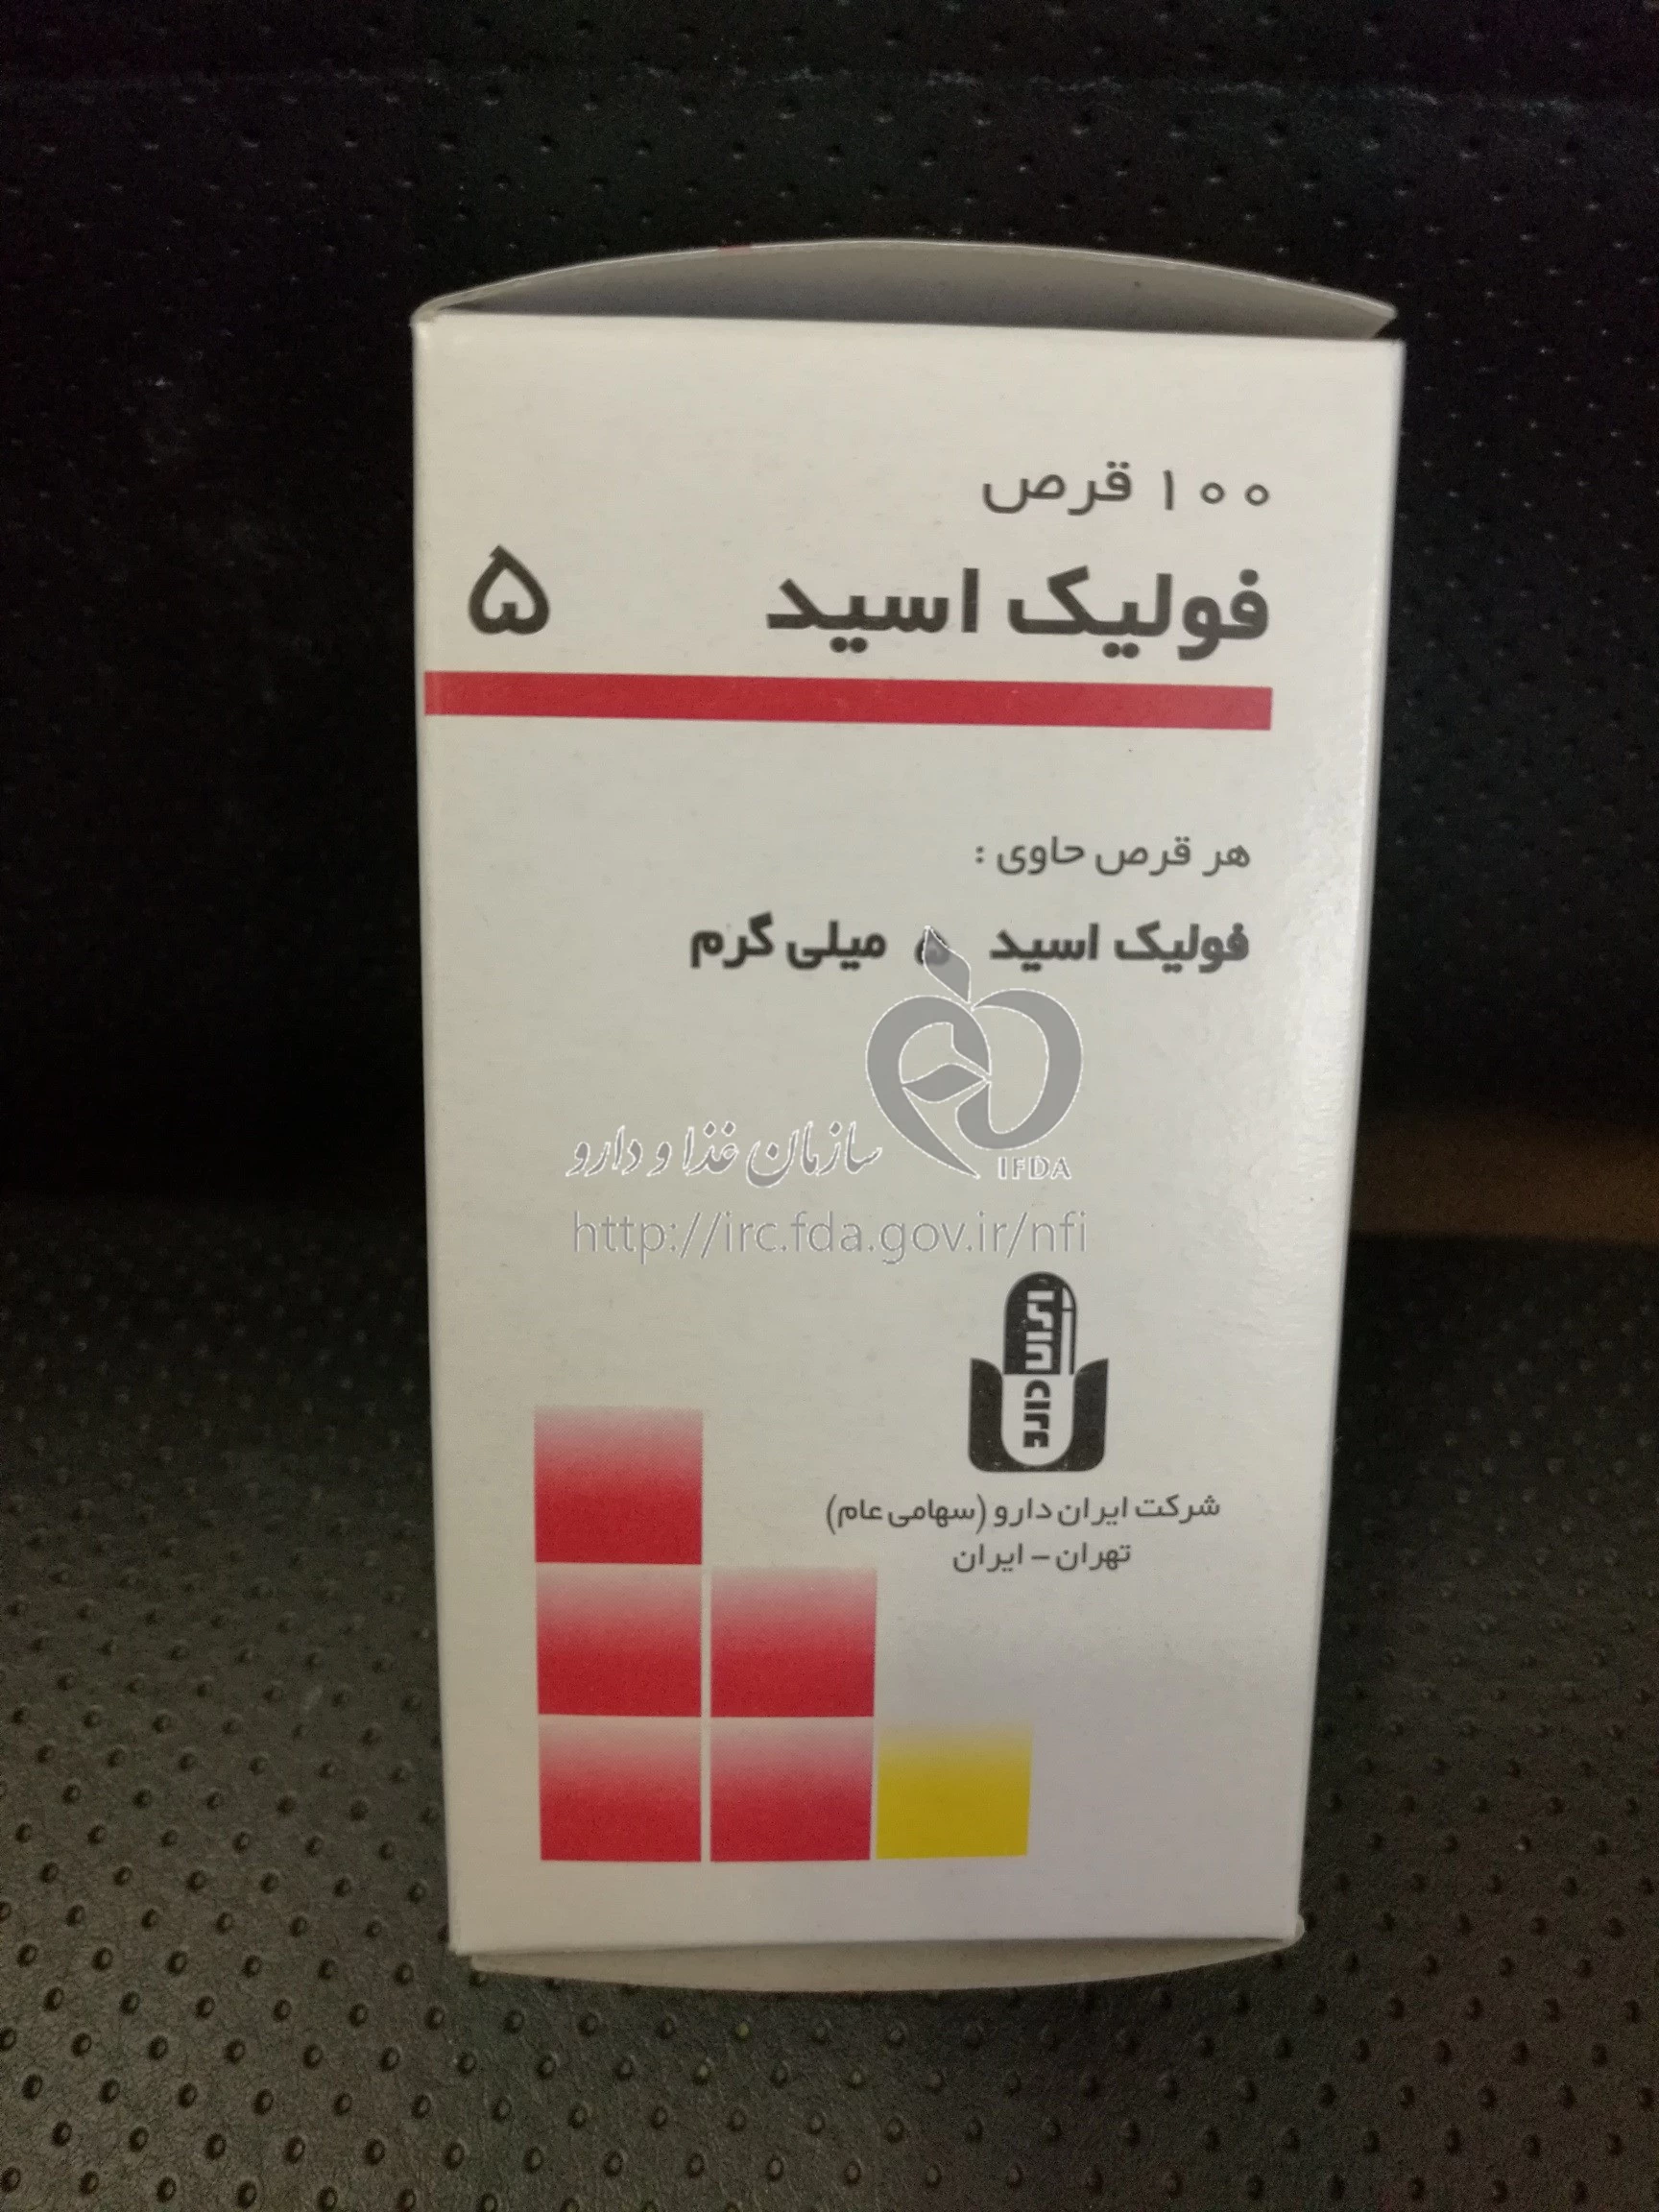 ۱۰۰ قرص
فولیک اسید ۵
هر قرص حاوی :
فولیک اسید ۵ میلی گرم
IFDA
سازمان غذا و دارو
http://irc.fda.gov.ir/nfi
ایران دارو
شرکت ایران دارو (سهامی عام)
تهران - ایران